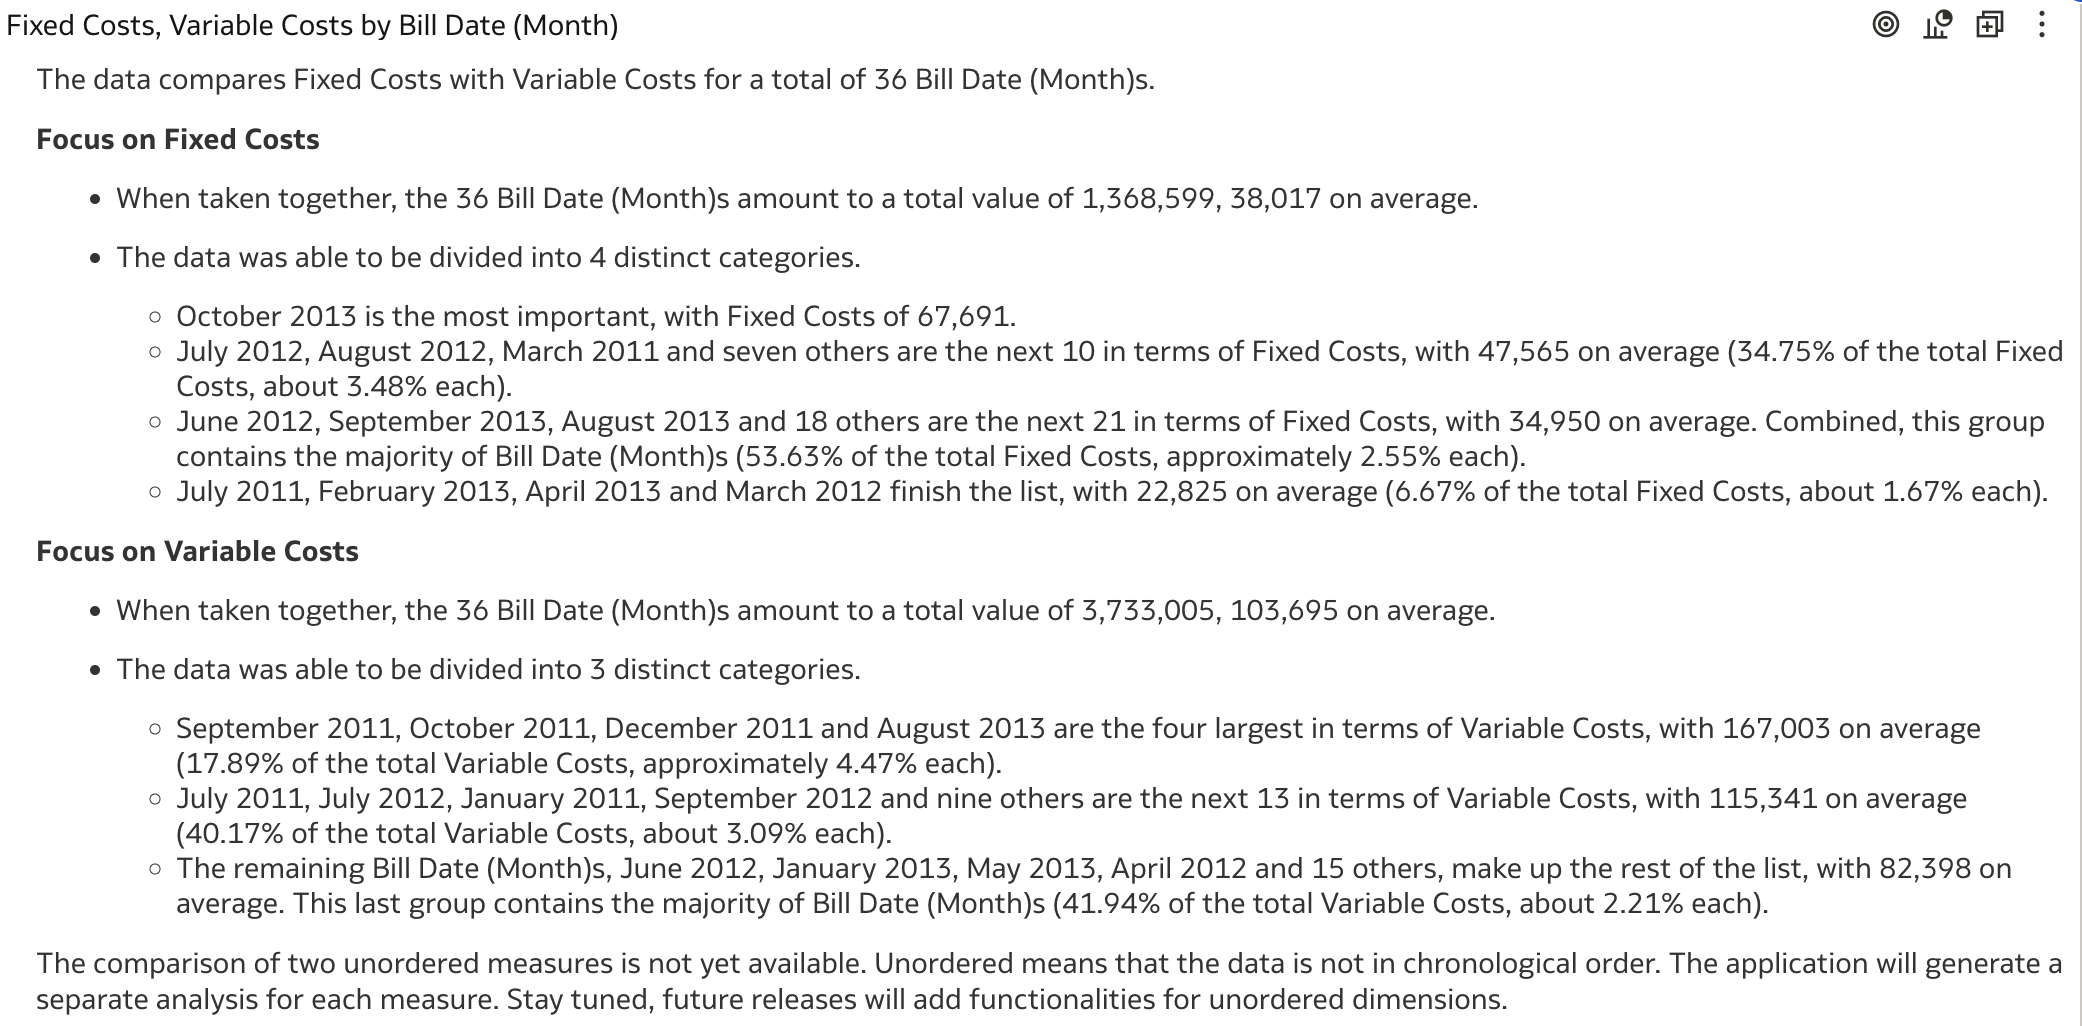 Fixed Costs, Variable Costs by Bill Date (Month)
The data compares Fixed Costs with Variable Costs for a total of 36 Bill Date (Month)s.
Focus on Fixed Costs
• When taken together, the 36 Bill Date (Month)s amount to a total value of 1,368,599, 38,017 on average.
• The data was able to be divided into 4 distinct categories.
○ October 2013 is the most important, with Fixed Costs of 67,691.
○ July 2012, August 2012, March 2011 and seven others are the next 10 in terms of Fixed Costs, with 47,565 on average (34.75% of the total Fixed
Costs, about 3.48% each).
○ June 2012, September 2013, August 2013 and 18 others are the next 21 in terms of Fixed Costs, with 34,950 on average. Combined, this group
contains the majority of Bill Date (Month)s (53.63% of the total Fixed Costs, approximately 2.55% each).
○ July 2011, February 2013, April 2013 and March 2012 finish the list, with 22,825 on average (6.67% of the total Fixed Costs, about 1.67% each).
Focus on Variable Costs
• When taken together, the 36 Bill Date (Month)s amount to a total value of 3,733,005, 103,695 on average.
• The data was able to be divided into 3 distinct categories.
○ September 2011, October 2011, December 2011 and August 2013 are the four largest in terms of Variable Costs, with 167,003 on average
(17.89% of the total Variable Costs, approximately 4.47% each).
○ July 2011, July 2012, January 2011, September 2012 and nine others are the next 13 in terms of Variable Costs, with 115,341 on average
(40.17% of the total Variable Costs, about 3.09% each).
○ The remaining Bill Date (Month)s, June 2012, January 2013, May 2013, April 2012 and 15 others, make up the rest of the list, with 82,398 on
average. This last group contains the majority of Bill Date (Month)s (41.94% of the total Variable Costs, about 2.21% each).
The comparison of two unordered measures is not yet available. Unordered means that the data is not in chronological order. The application will generate a
separate analysis for each measure. Stay tuned, future releases will add functionalities for unordered dimensions.